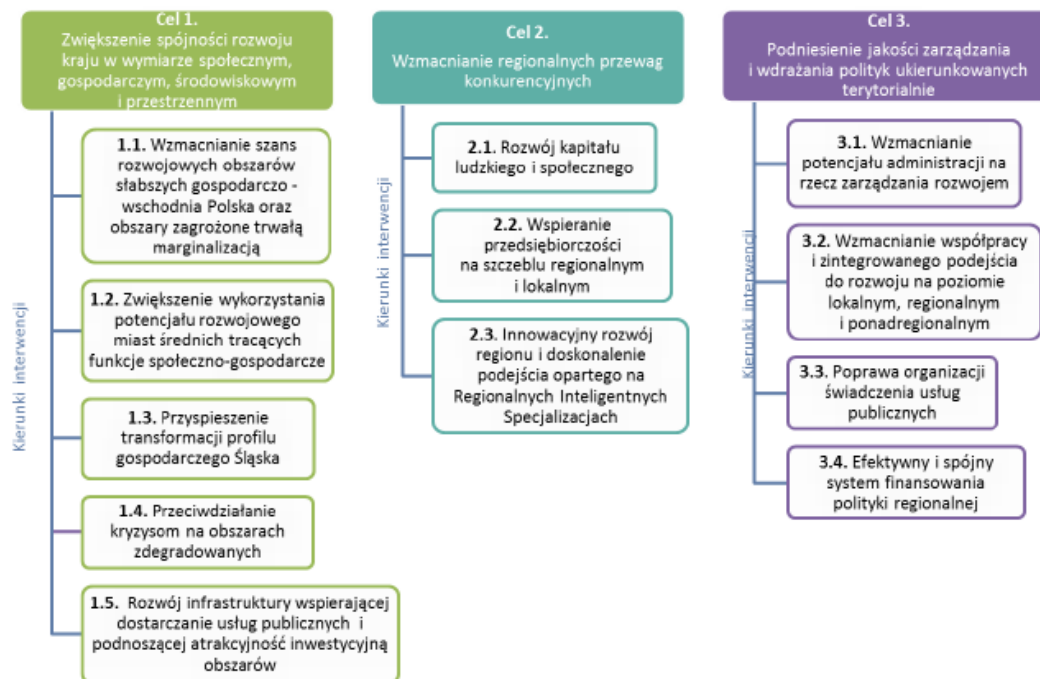 Cel 1.
Zwiększenie spójności rozwoju
kraju w wymiarze społecznym,
gospodarczym, środowiskowym
i przestrzennym
Kierunki interwencji
1.1. Wzmacnianie szans
rozwojowych obszarów
słabszych gospodarczo -
wschodnia Polska oraz
obszary zagrożone trwałą
marginalizacją
1.2. Zwiększenie wykorzystania
potencjału rozwojowego
miast średnich tracących
funkcje społeczno-gospodarcze
1.3. Przyspieszenie
transformacji profilu
gospodarczego Śląska
1.4. Przeciwdziałanie
kryzysom na obszarach
zdegradowanych
1.5. Rozwój infrastruktury wspierającej
dostarczanie usług publicznych i
podnoszącej atrakcyjność inwestycyjną
obszarów
Cel 2.
Wzmacnianie regionalnych przewag
konkurencyjnych
Kierunki interwencji
2.1. Rozwój kapitału
ludzkiego i społecznego
2.2. Wspieranie
przedsiębiorczości
na szczeblu regionalnym
i lokalnym
2.3. Innowacyjny rozwój
regionu i doskonalenie
podejścia opartego na
Regionalnych Inteligentnych
Specjalizacjach
Cel 3.
Podniesienie jakości zarządzania
i wdrażania polityk ukierunkowanych
terytorialnie
Kierunki interwencji
3.1. Wzmacnianie
potencjału administracji na
rzecz zarządzania rozwojem
3.2. Wzmacnianie współpracy
i zintegrowanego podejścia
do rozwoju na poziomie
lokalnym, regionalnym
i ponadregionalnym
3.3. Poprawa organizacji
świadczenia usług
publicznych
3.4. Efektywny i spójny
system finansowania
polityki regionalnej